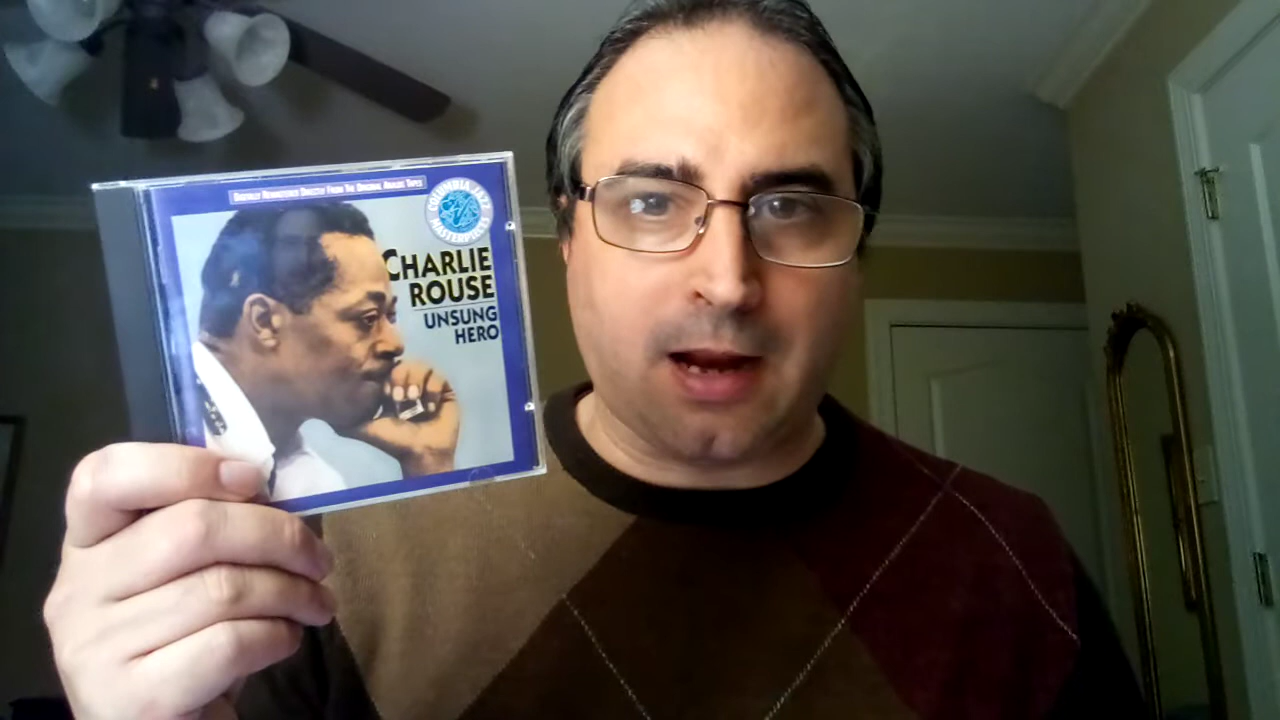 DIGITALLY REMASTERED DIRECTLY FROM THE ORIGINAL ANALOG TAPES
COLUMBIA JAZZ
MASTERPIECES
CHARLIE
ROUSE
UNSUNG
HERO